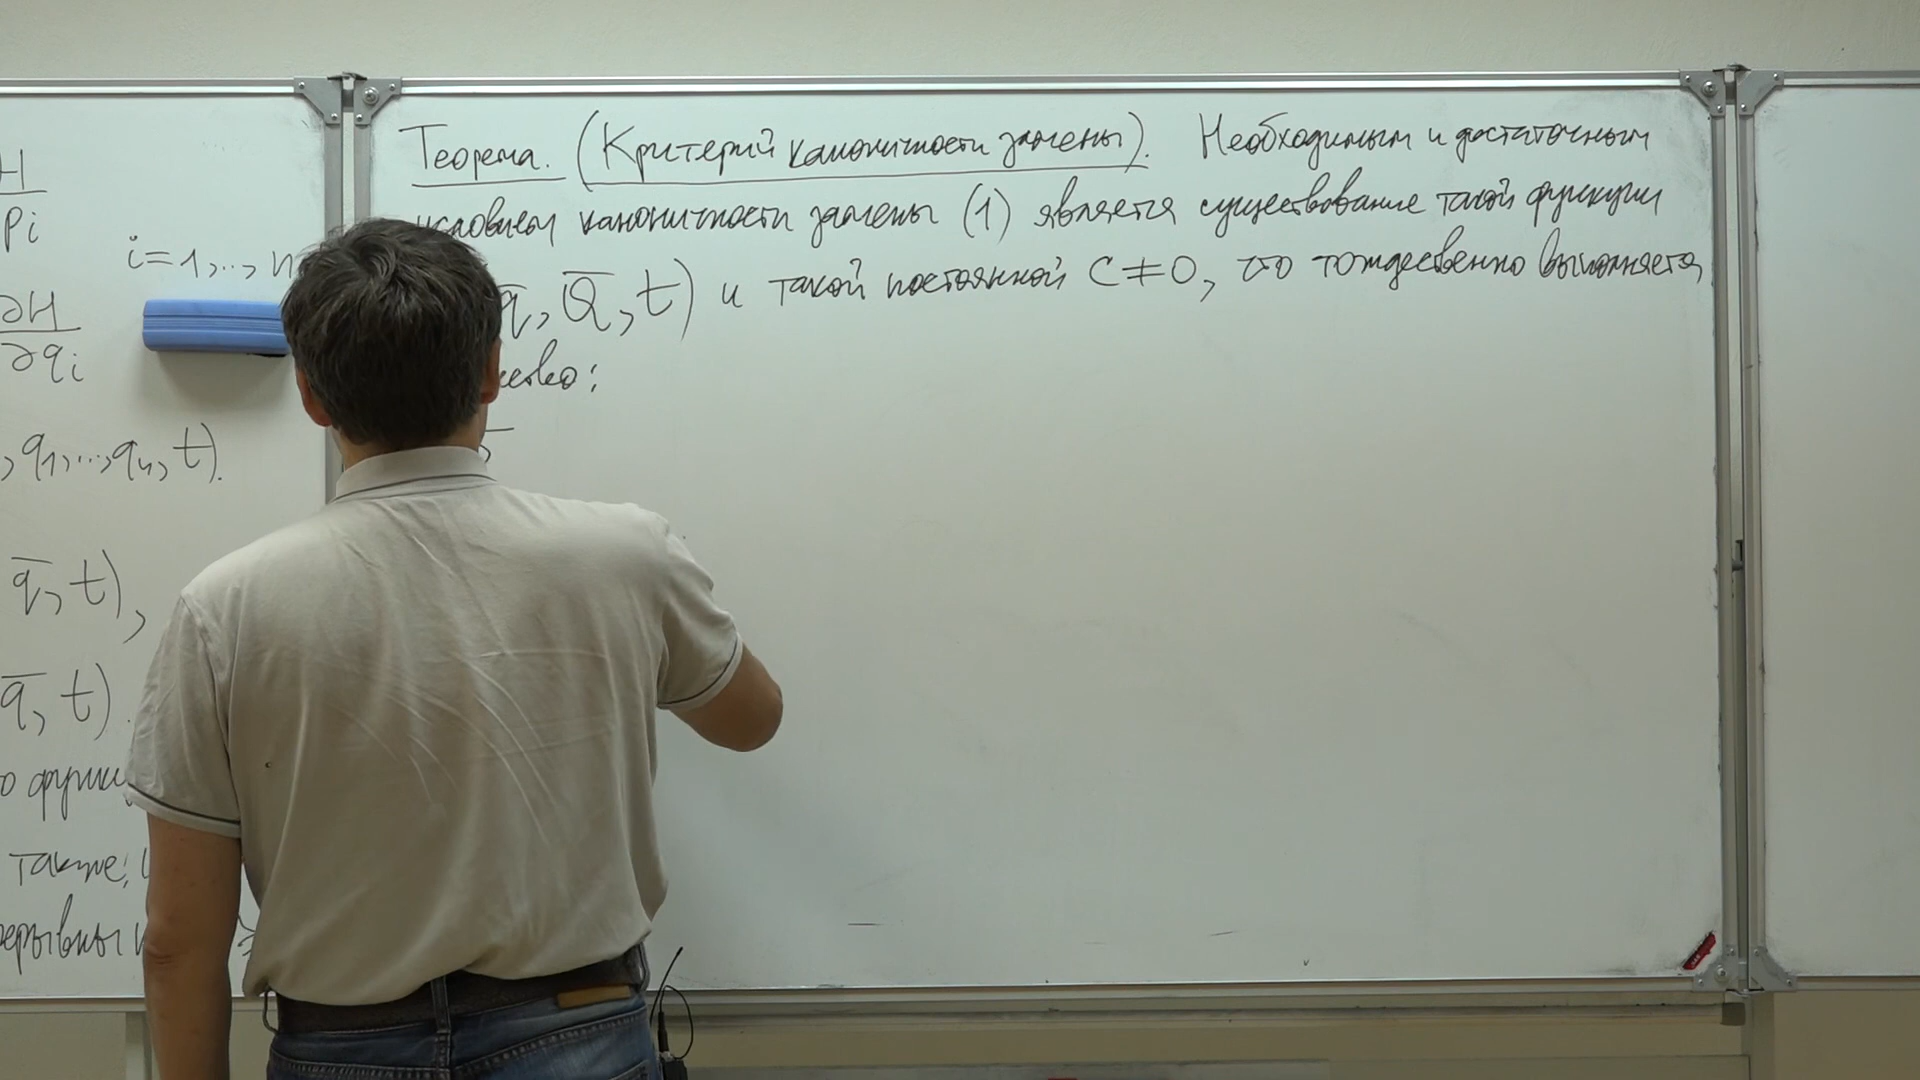 H
pi
i=1,..,n
∂H
∂qi
, q1,...,qn, t).
q̅, t),
q̅, t).
такие,
Теорема. (Критерий каноничности замены). Необходимым и достаточным
условием каноничности замены (1) является существование такой функции
q̅, Q̅, t) и такой постоянной C≠0, что тождественно выполняется